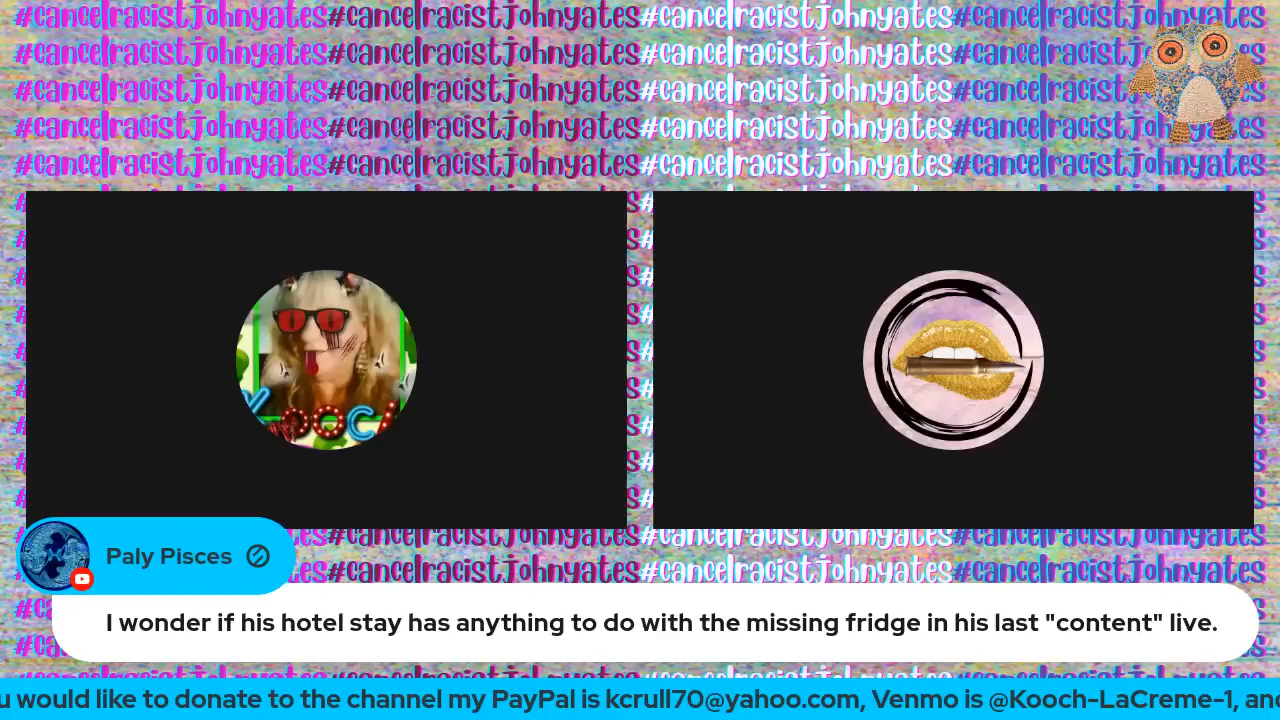 #cancelracistjohnyates#cancelracistjohnyates#cancelracistjohnyates#cancelracistjohnyates
#cancelracistjohnyates#cancelracistjohnyates#cancelracistjohnyates#cancelracistjohnyates
#cancelracistjohnyates#cancelracistjohnyates#cancelracistjohnyates#cancelracistjohnyates
#cancelracistjohnyates#cancelracistjohnyates#cancelracistjohnyates#cancelracistjohnyates
#cancelracistjohnyates#cancelracistjohnyates#cancelracistjohnyates#cancelracistjohnyates
Paly Pisces
I wonder if his hotel stay has anything to do with the missing fridge in his last "content" live.
#cancelracistjohnyates#cancelracistjohnyates#cancelracistjohnyates
u would like to donate to the channel my PayPal is kcrull70@yahoo.com, Venmo is @Kooch-LaCreme-1, and